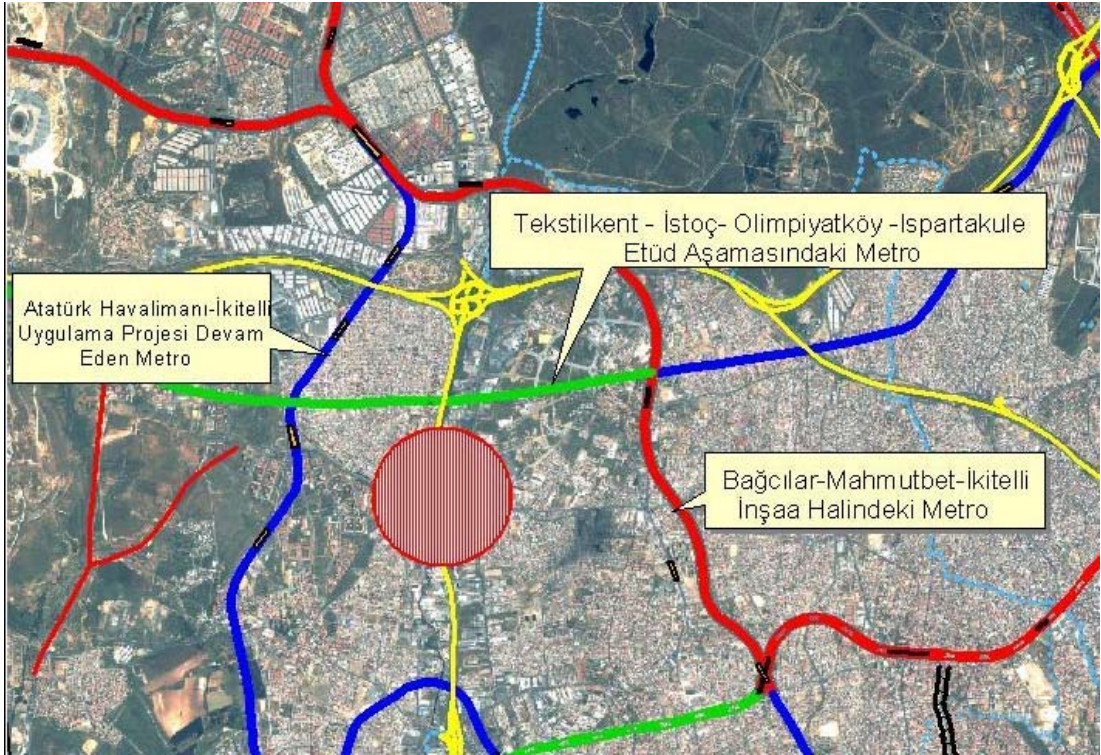 Tekstilkent - İstoç- Olimpiyatköy -Ispartakule
Etüd Aşamasındaki Metro
Atatürk Havalimanı-İkitelli
Uygulama Projesi Devam
Eden Metro
Bağcılar-Mahmutbet-İkitelli
İnşaa Halindeki Metro